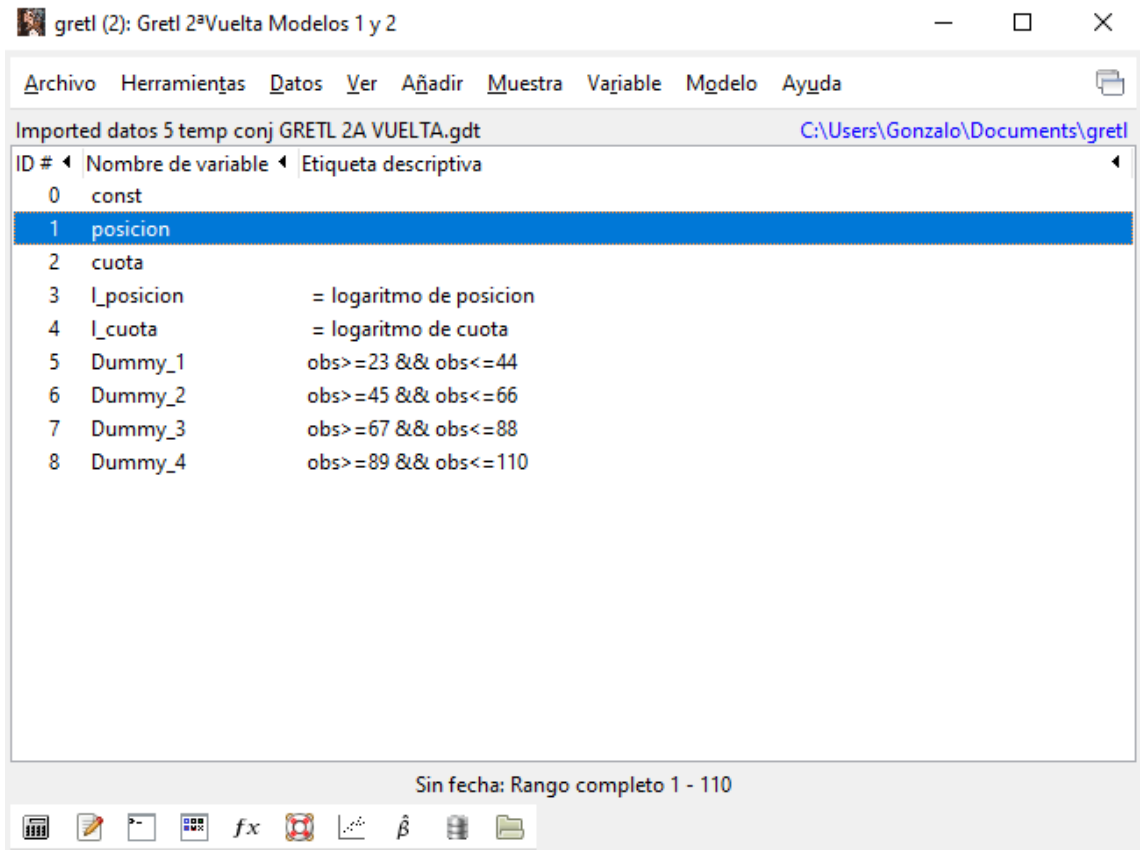 gretl (2): Gretl 2ªVuelta Modelos 1 y 2
Archivo Herramientas Datos Ver Añadir Muestra Variable Modelo Ayuda
Imported datos 5 temp conj GRETL 2A VUELTA.gdt C:\Users\Gonzalo\Documents\gretl
ID # Nombre de variable Etiqueta descriptiva
0 const
1 posicion
2 cuota
3 l_posicion = logaritmo de posicion
4 l_cuota = logaritmo de cuota
5 Dummy_1 obs>=23 && obs<=44
6 Dummy_2 obs>=45 && obs<=66
7 Dummy_3 obs>=67 && obs<=88
8 Dummy_4 obs>=89 && obs<=110
Sin fecha: Rango completo 1 - 110
fx β̂